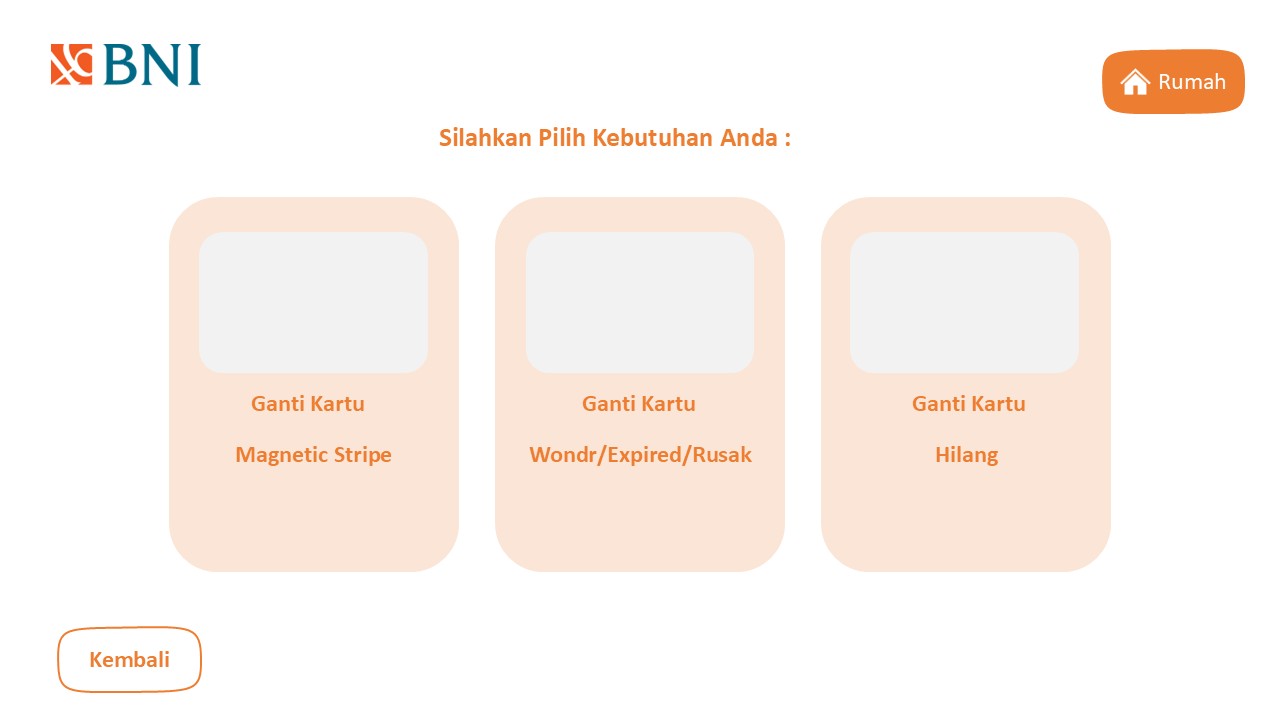 BNI
Rumah
Silahkan Pilih Kebutuhan Anda :
Ganti Kartu
Magnetic Stripe
Ganti Kartu
Wondr/Expired/Rusak
Ganti Kartu
Hilang
Kembali